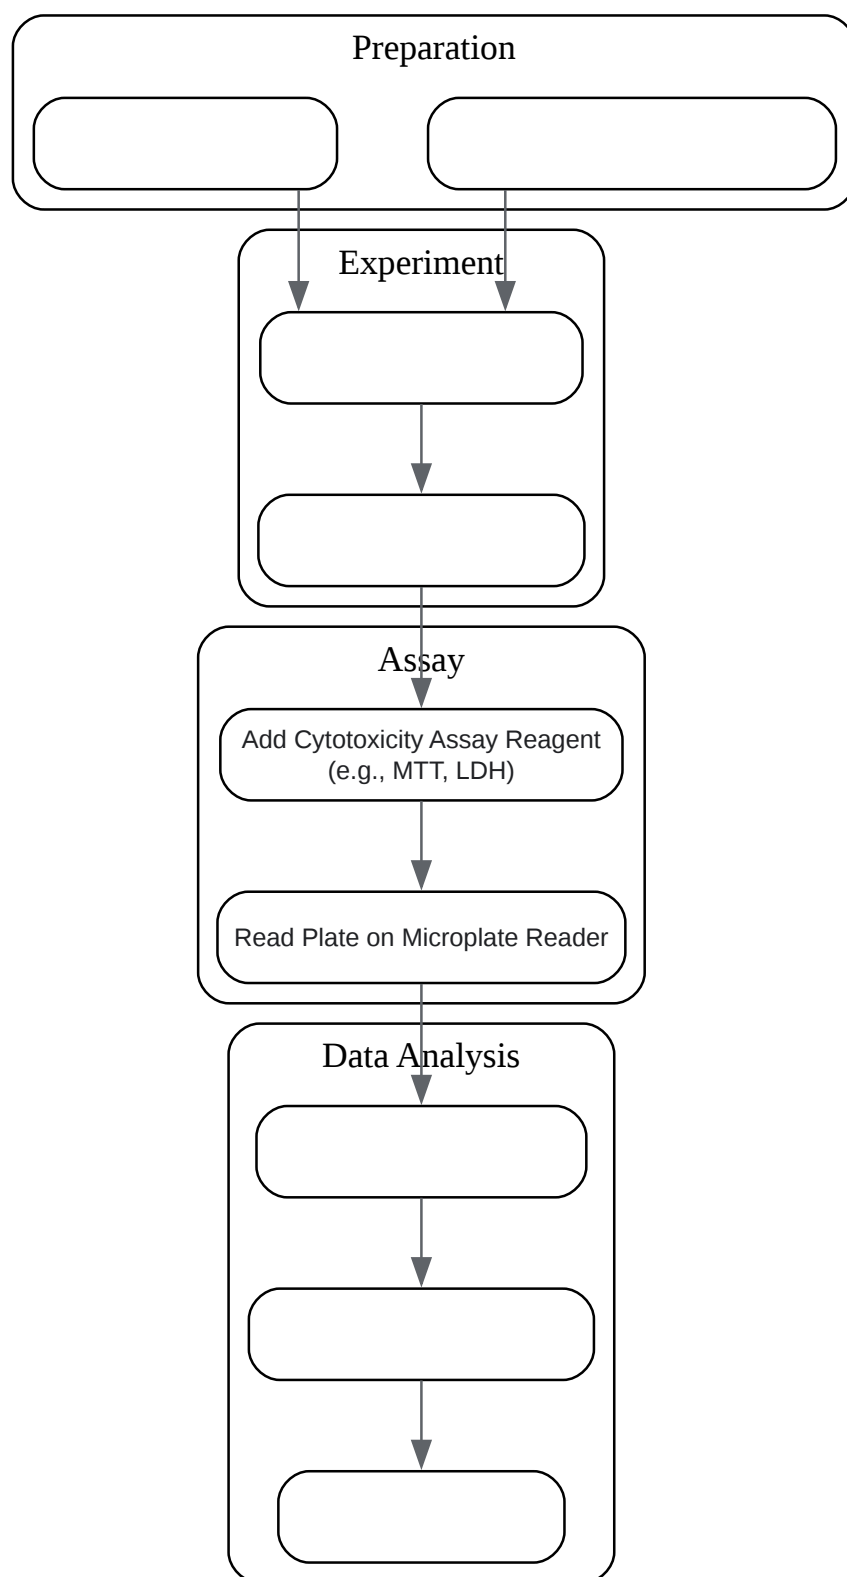 Preparation
Experiment
Assay
Add Cytotoxicity Assay Reagent
(e.g., MTT, LDH)
Read Plate on Microplate Reader
Data Analysis